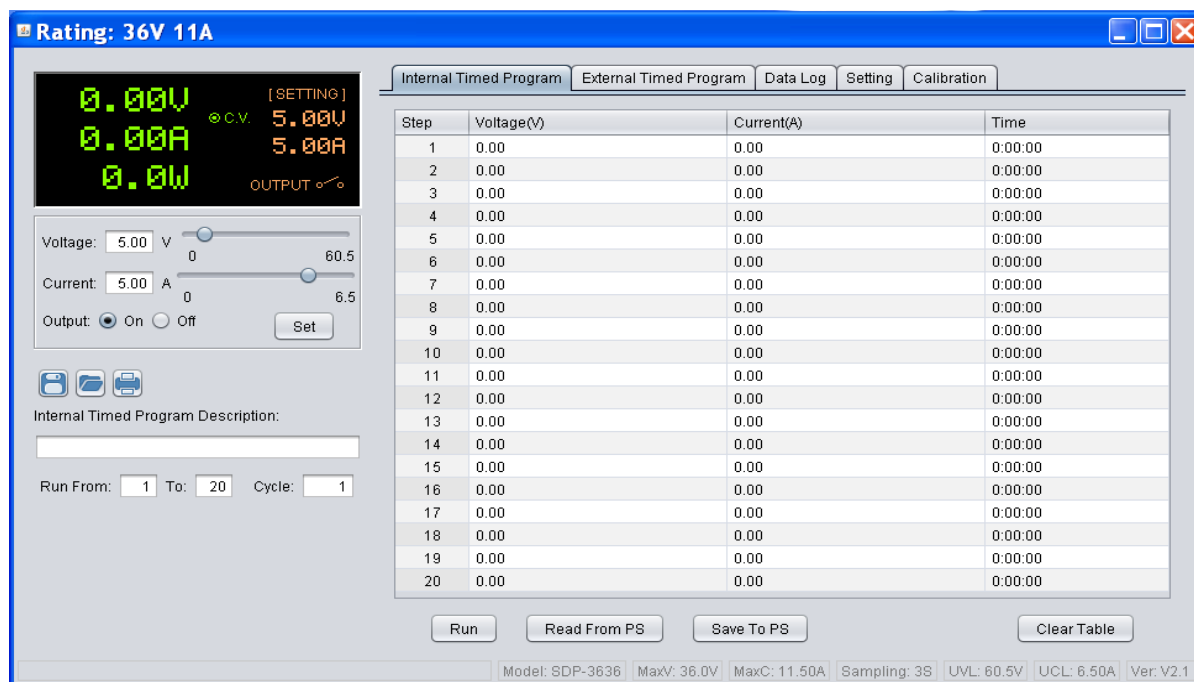 Rating: 36V 11A
0.00V
0.00A
0.0W
C.V.
[SETTING]
5.00V
5.00A
OUTPUT
Voltage: 5.00 V
0 60.5
Current: 5.00 A
0 6.5
Output: On Off
Set
Internal Timed Program Description:
Run From: 1 To: 20 Cycle: 1
Internal Timed Program External Timed Program Data Log Setting Calibration
Step Voltage(V) Current(A) Time
1 0.00 0.00 0:00:00
2 0.00 0.00 0:00:00
3 0.00 0.00 0:00:00
4 0.00 0.00 0:00:00
5 0.00 0.00 0:00:00
6 0.00 0.00 0:00:00
7 0.00 0.00 0:00:00
8 0.00 0.00 0:00:00
9 0.00 0.00 0:00:00
10 0.00 0.00 0:00:00
11 0.00 0.00 0:00:00
12 0.00 0.00 0:00:00
13 0.00 0.00 0:00:00
14 0.00 0.00 0:00:00
15 0.00 0.00 0:00:00
16 0.00 0.00 0:00:00
17 0.00 0.00 0:00:00
18 0.00 0.00 0:00:00
19 0.00 0.00 0:00:00
20 0.00 0.00 0:00:00
Run Read From PS Save To PS Clear Table
Model: SDP-3636 MaxV: 36.0V MaxC: 11.50A Sampling: 3S UVL: 60.5V UCL: 6.50A Ver: V2.1